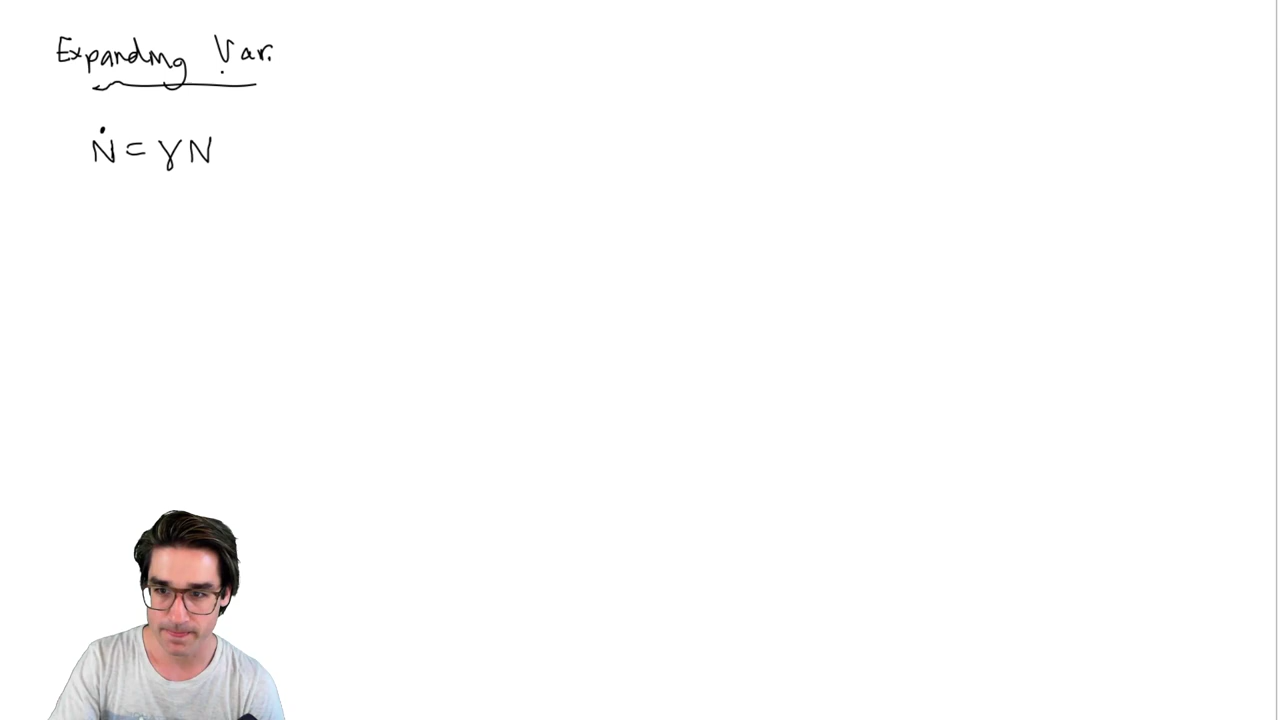 Expanding Var.
Ṅ = γN